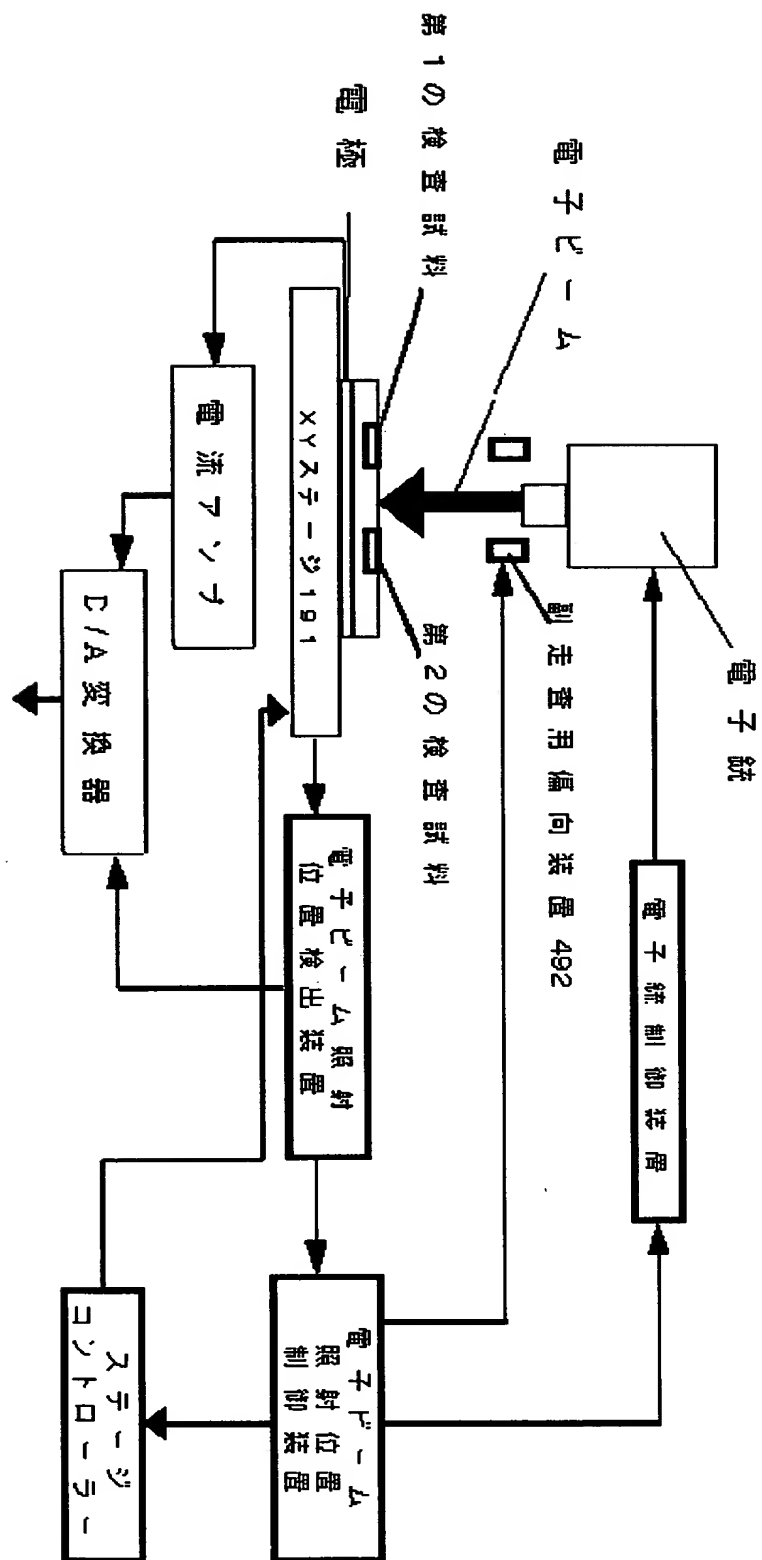 電子銃
電子銃制御装置
電子ビーム
副走査用偏向装置492
第1の検査試料
第2の検査試料
電極
XYステージ191
電子ビーム照射
位置検出装置
電子ビーム
照射位置
制御装置
電流アンプ
D/A変換器
ステージ
コントローラー